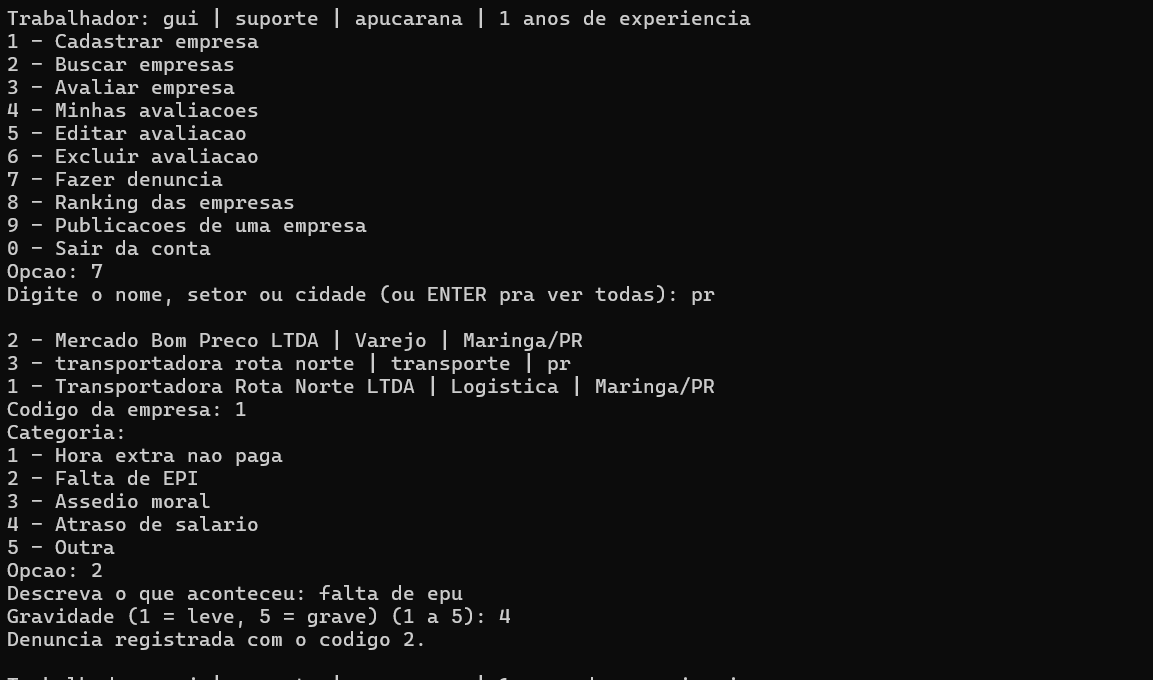 Trabalhador: gui | suporte | apucarana | 1 anos de experiencia
1 - Cadastrar empresa
2 - Buscar empresas
3 - Avaliar empresa
4 - Minhas avaliacoes
5 - Editar avaliacao
6 - Excluir avaliacao
7 - Fazer denuncia
8 - Ranking das empresas
9 - Publicacoes de uma empresa
0 - Sair da conta
Opcao: 7
Digite o nome, setor ou cidade (ou ENTER pra ver todas): pr
2 - Mercado Bom Preco LTDA | Varejo | Maringa/PR
3 - transportadora rota norte | transporte | pr
1 - Transportadora Rota Norte LTDA | Logistica | Maringa/PR
Codigo da empresa: 1
Categoria:
1 - Hora extra nao paga
2 - Falta de EPI
3 - Assedio moral
4 - Atraso de salario
5 - Outra
Opcao: 2
Descreva o que aconteceu: falta de epu
Gravidade (1 = leve, 5 = grave) (1 a 5): 4
Denuncia registrada com o codigo 2.